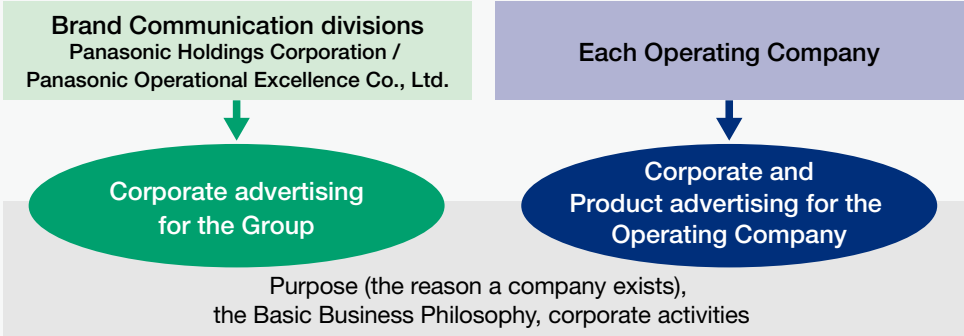 Brand Communication divisions
Panasonic Holdings Corporation /
Panasonic Operational Excellence Co., Ltd.
Each Operating Company
Corporate advertising
for the Group
Corporate and
Product advertising for the
Operating Company
Purpose (the reason a company exists),
the Basic Business Philosophy, corporate activities